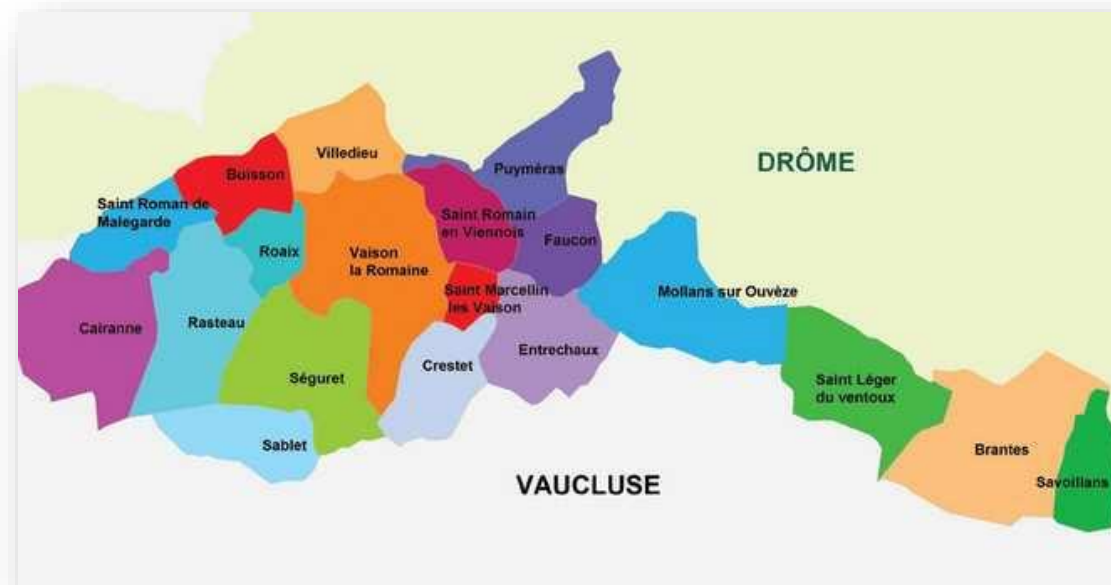 Villedieu
DRÔME
Puyméras
Buisson
Saint Roman de
Malegarde
Saint Romain
en Viennois
Faucon
Roaix
Vaison
la Romaine
Saint Marcellin
les Vaison
Mollans sur Ouvèze
Cairanne
Rasteau
Entrechaux
Crestet
Séguret
Saint Léger
du ventoux
Sablet
Brantes
VAUCLUSE
Savoillans